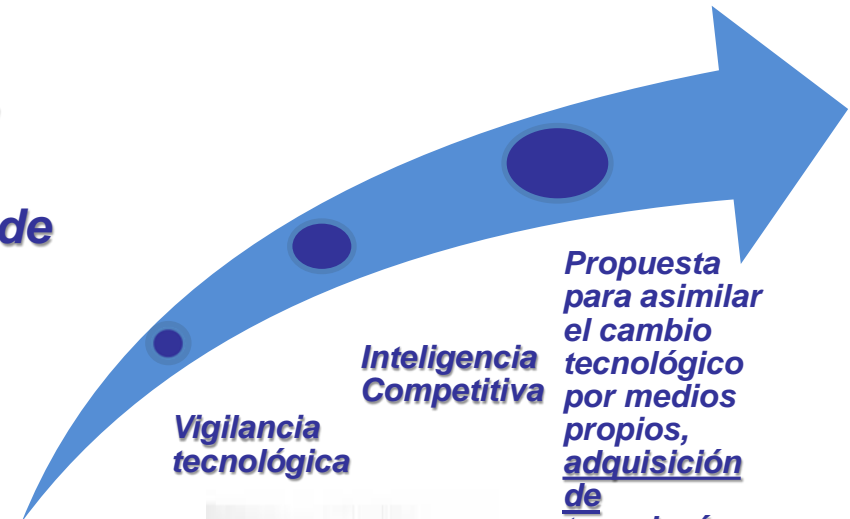 de
Vigilancia
tecnológica
Inteligencia
Competitiva
Propuesta
para asimilar
el cambio
tecnológico
por medios
propios,
adquisición
de